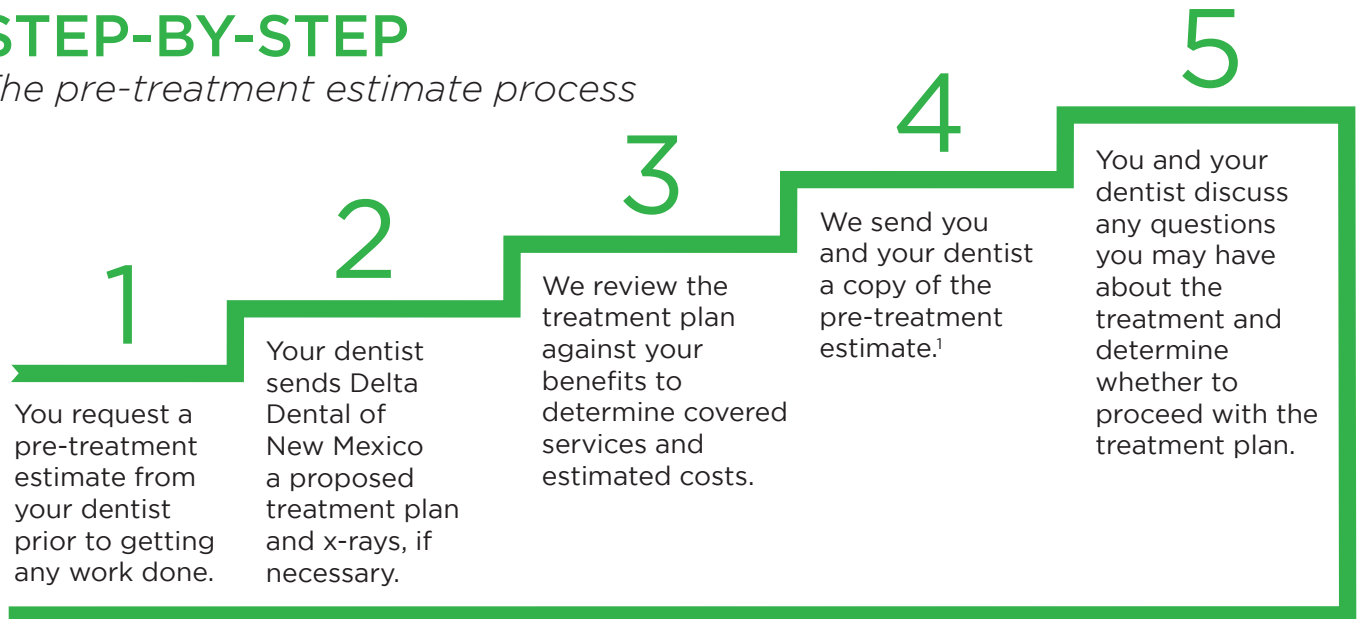 STEP-BY-STEP
The pre-treatment estimate process
1
You request a
pre-treatment
estimate from
your dentist
prior to getting
any work done.
2
Your dentist
sends Delta
Dental of
New Mexico
a proposed
treatment plan
and x-rays, if
necessary.
3
We review the
treatment plan
against your
benefits to
determine covered
services and
estimated costs.
4
We send you
and your dentist
a copy of the
pre-treatment
estimate.¹
5
You and your
dentist discuss
any questions
you may have
about the
treatment and
determine
whether to
proceed with the
treatment plan.